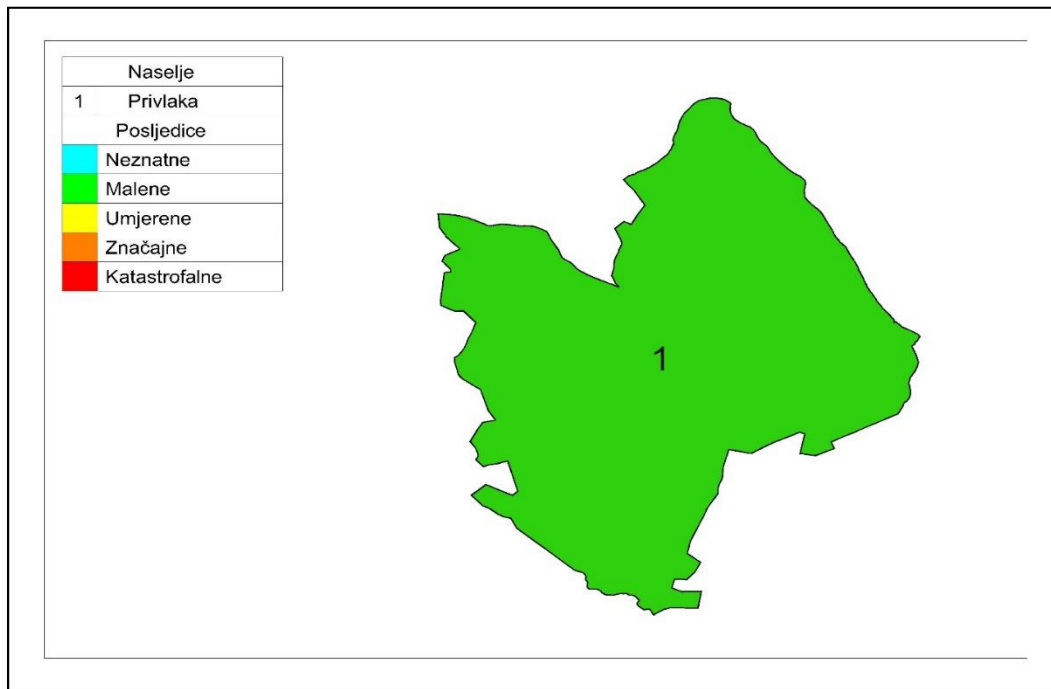 Naselje
1 Privlaka
Posljedice
Neznatne
Malene
Umjerene
Značajne
Katastrofalne
1